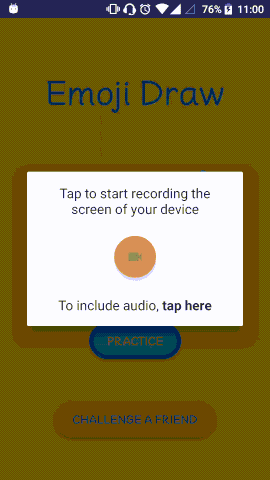 76% 11:00
Emoji Draw
Tap to start recording the
screen of your device
To include audio, tap here
PRACTICE
CHALLENGE A FRIEND